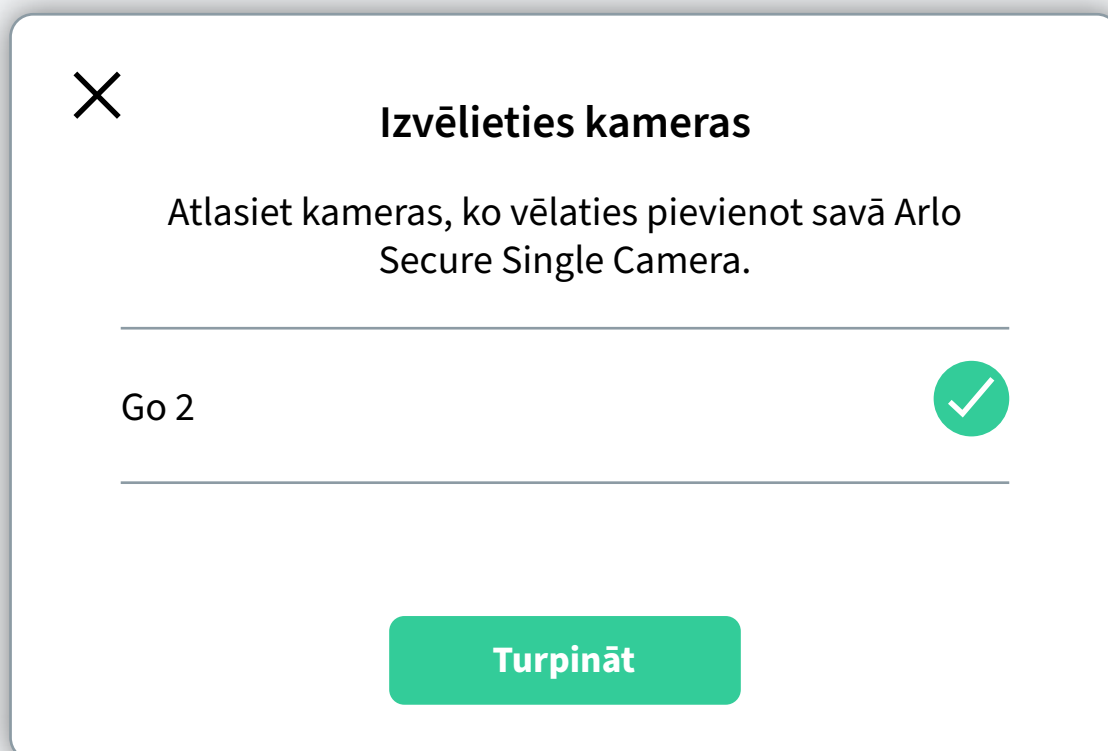 Izvēlieties kameras
Atlasiet kameras, ko vēlaties pievienot savā Arlo
Secure Single Camera.
Go 2
Turpināt